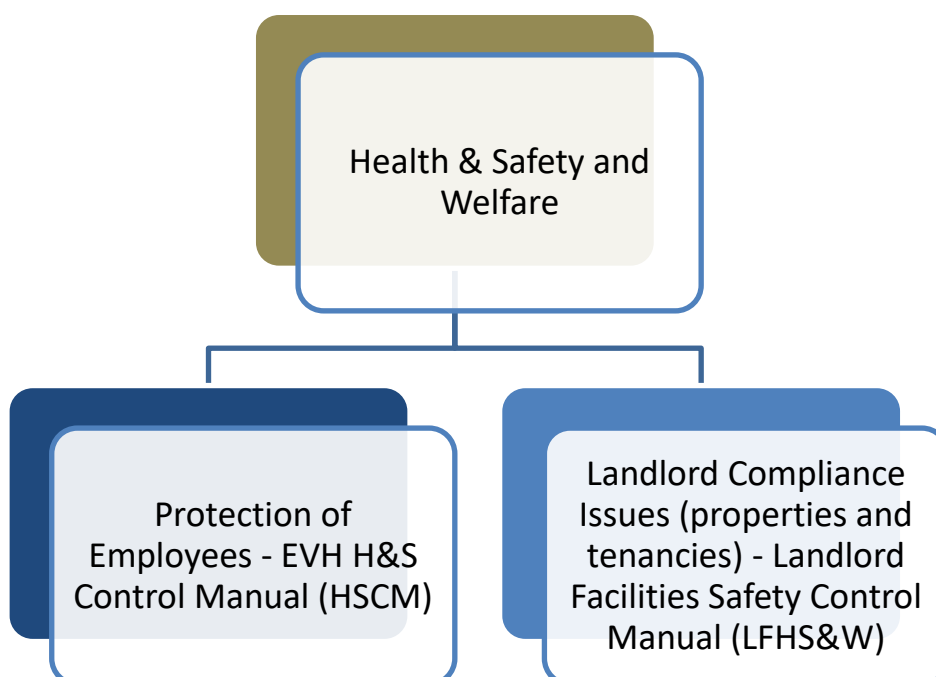 Health & Safety and
Welfare
Protection of
Employees - EVH H&S
Control Manual (HSCM)
Landlord Compliance
Issues (properties and
tenancies) - Landlord
Facilities Safety Control
Manual (LFHS&W)